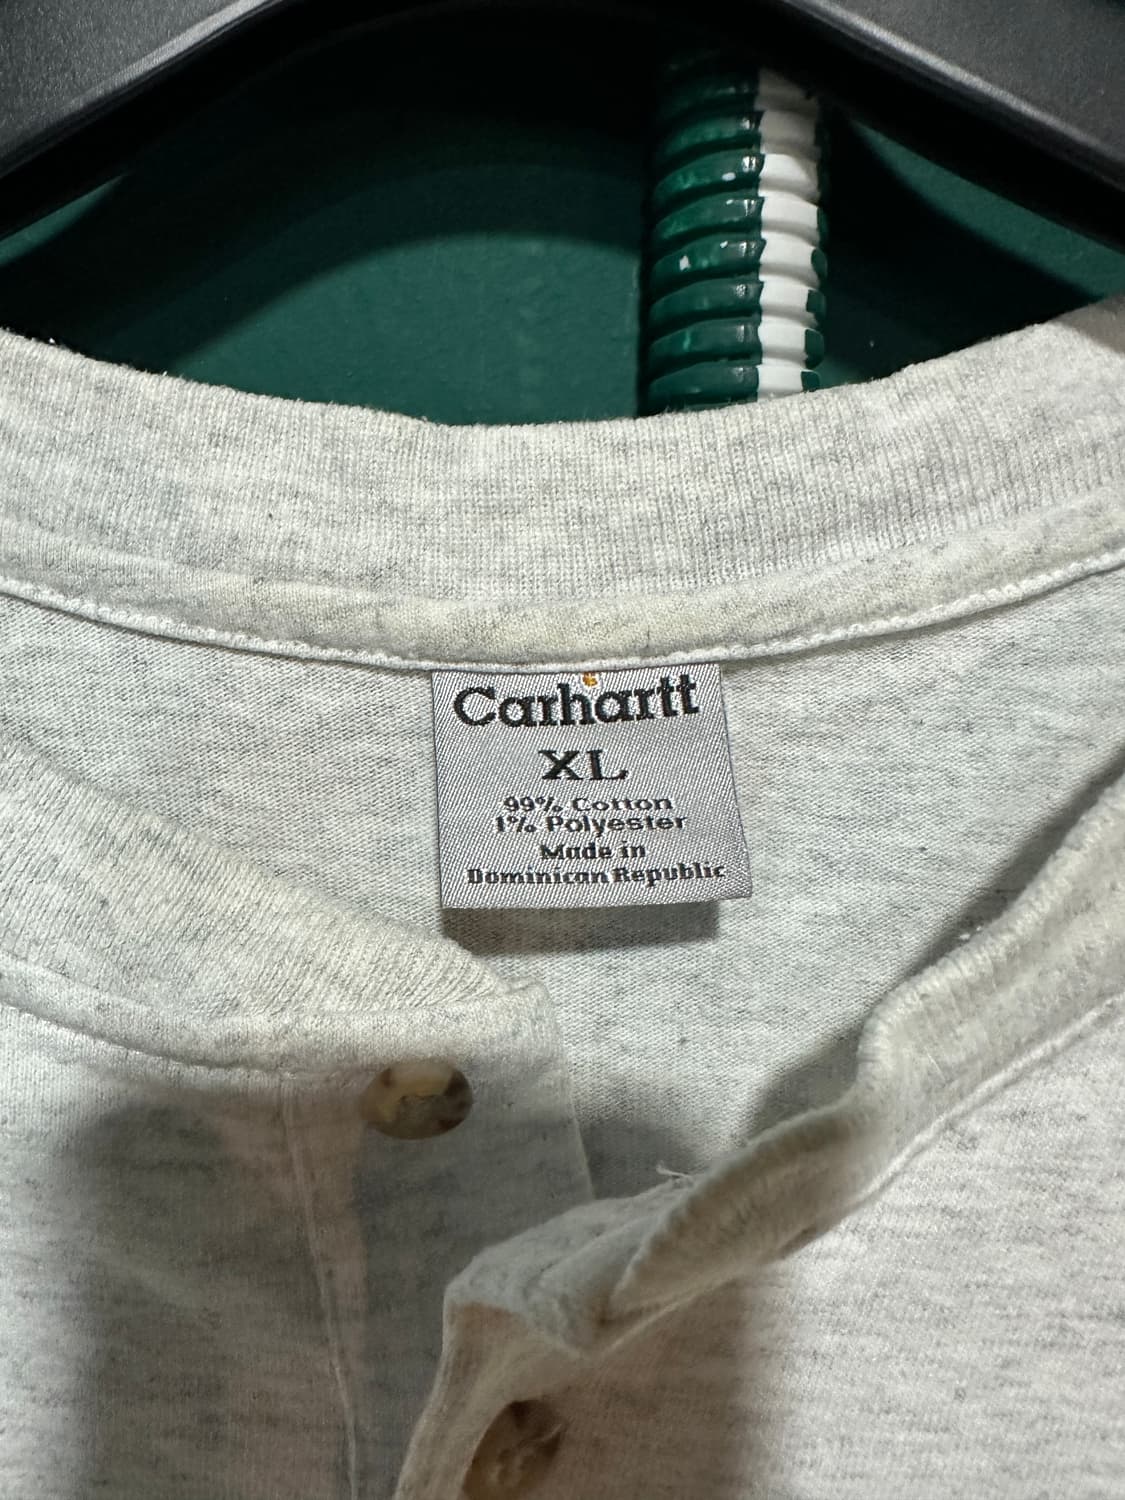 Carhartt
XL
99% Cotton
1% Polyester
Made in
Dominican Republic